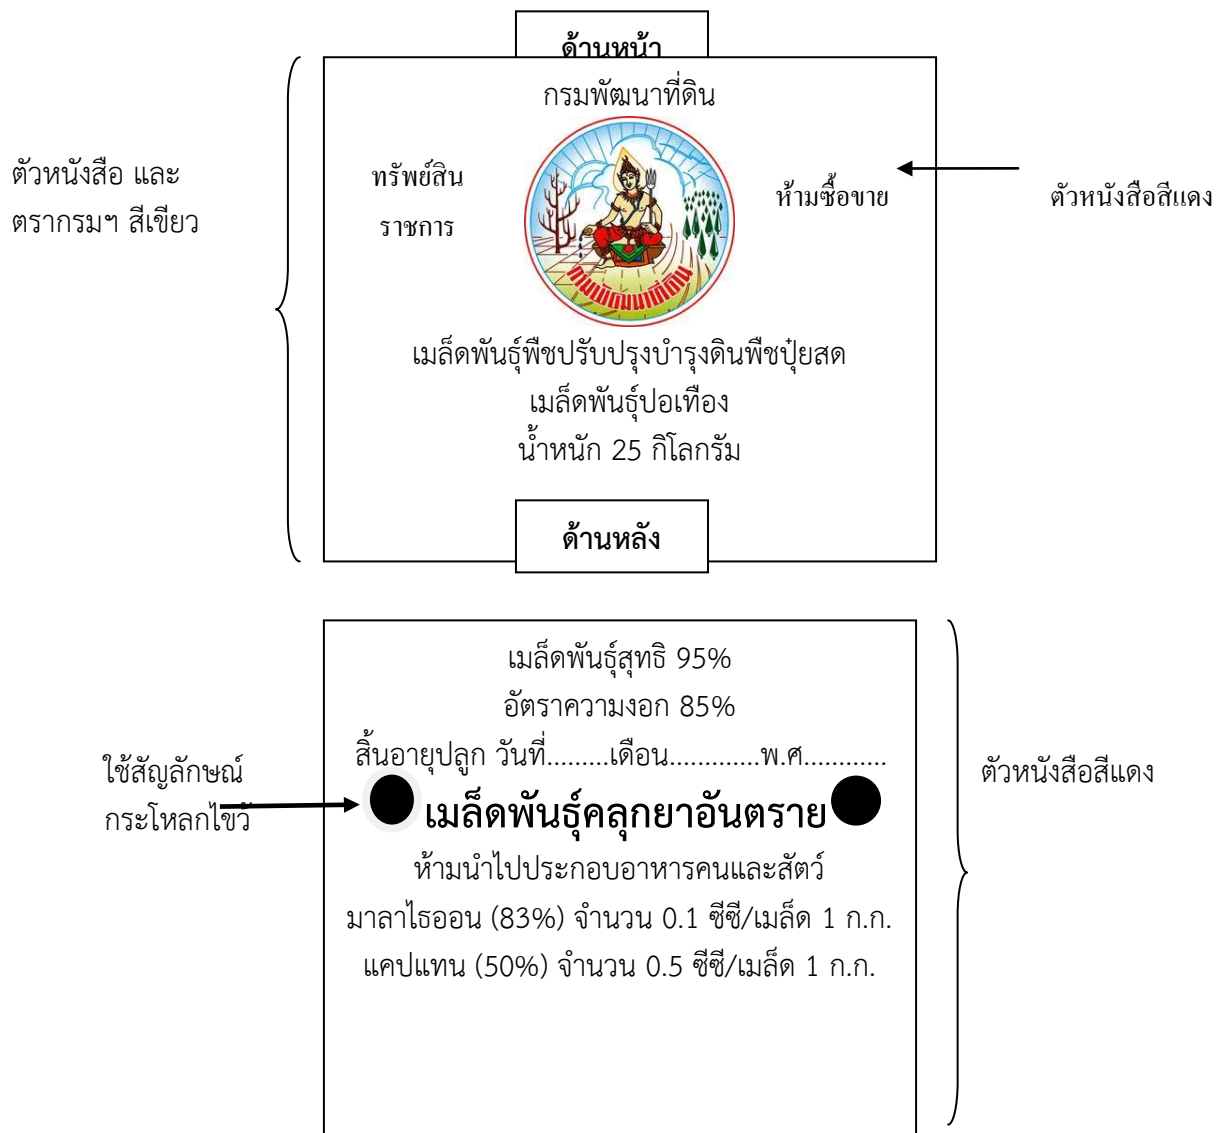 ด้านหน้า
กรมพัฒนาที่ดิน
ตัวหนังสือ และ
ตรากรมฯ สีเขียว
ทรัพย์สิน
ราชการ
ห้ามซื้อขาย
ตัวหนังสือสีแดง
กรมพัฒนาที่ดิน
เมล็ดพันธุ์พืชปรับปรุงบำรุงดินพืชปุ๋ยสด
เมล็ดพันธุ์ปอเทือง
น้ำหนัก 25 กิโลกรัม
ด้านหลัง
เมล็ดพันธุ์สุทธิ 95%
อัตราความงอก 85%
สิ้นอายุปลูก วันที่.........เดือน.............พ.ศ............
ใช้สัญลักษณ์
กระโหลกไขว้
ตัวหนังสือสีแดง
เมล็ดพันธุ์คลุกยาอันตราย
ห้ามนำไปประกอบอาหารคนและสัตว์
มาลาไธออน (83%) จำนวน 0.1 ซีซี/เมล็ด 1 ก.ก.
แคปแทน (50%) จำนวน 0.5 ซีซี/เมล็ด 1 ก.ก.